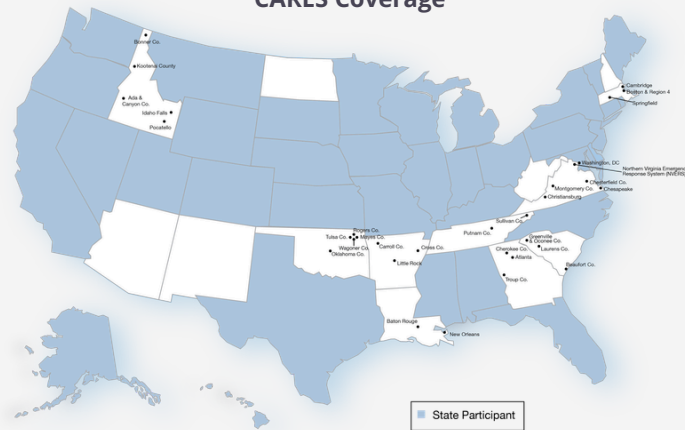 CARES Coverage
Bonner Co.
Kootenai County
Ada &
Canyon Co.
Idaho Falls
Pocatello
Cambridge
Boston & Region 4
Springfield
Washington, DC
Northern Virginia Emergency
Response System (NVERS)
Chesterfield Co.
Chesapeake
Montgomery Co.
Christiansburg
Sullivan Co.
Putnam Co.
Rogers Co.
Tulsa Co.
Mayes Co.
Wagoner Co.
Oklahoma Co.
Carroll Co.
Cross Co.
Little Rock
Greenville
& Oconee Co.
Laurens Co.
Cherokee Co.
Atlanta
Beaufort Co.
Troup Co.
Baton Rouge
New Orleans
State Participant